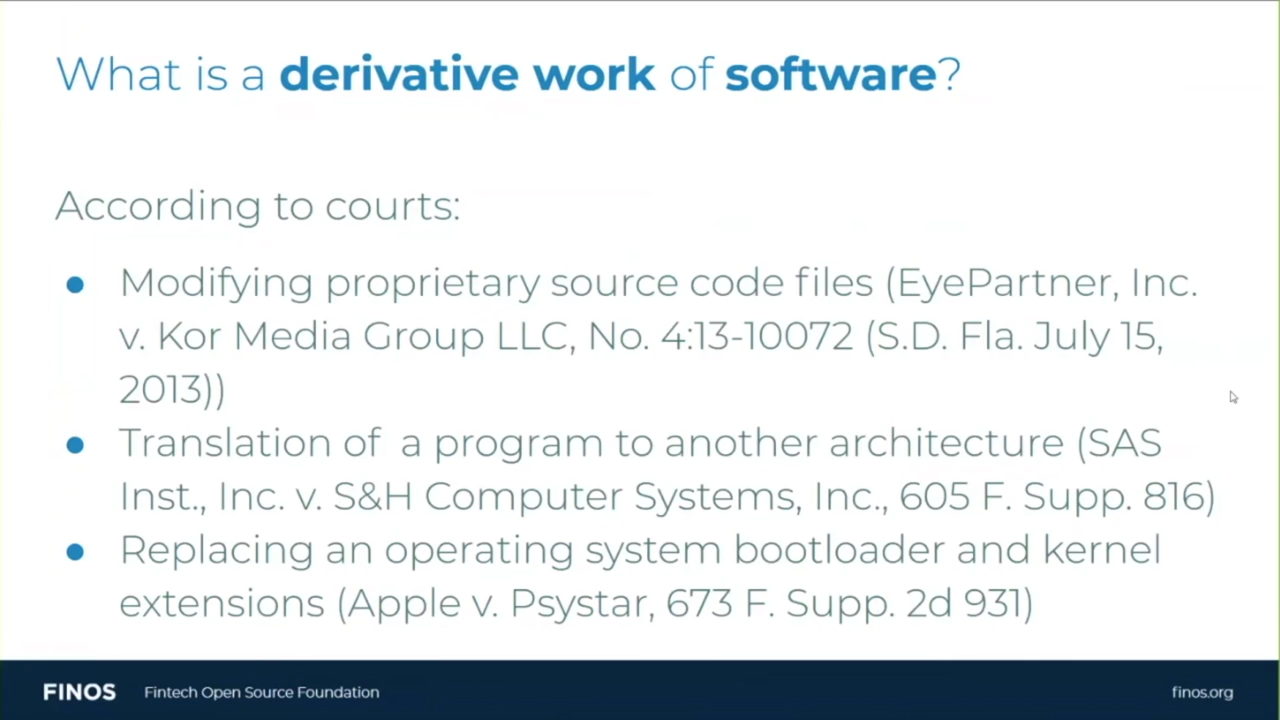 What is a derivative work of software?
According to courts:
● Modifying proprietary source code files (EyePartner, Inc.
v. Kor Media Group LLC, No. 4:13-10072 (S.D. Fla. July 15,
2013))
● Translation of a program to another architecture (SAS
Inst., Inc. v. S&H Computer Systems, Inc., 605 F. Supp. 816)
● Replacing an operating system bootloader and kernel
extensions (Apple v. Psystar, 673 F. Supp. 2d 931)
FINOS Fintech Open Source Foundation finos.org